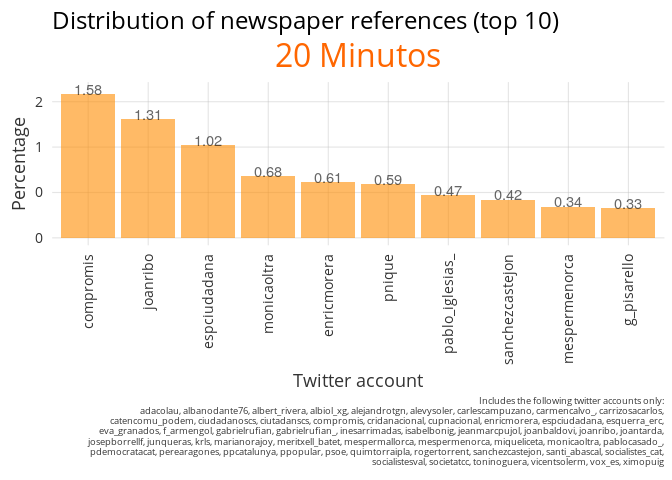 Distribution of newspaper references (top 10)
20 Minutos
Percentage
2
1
0
0
1.58
1.31
1.02
0.68
0.61
0.59
0.47
0.42
0.34
0.33
compromis
joanribo
espciudadana
monicaoltra
enricmorera
pnique
pablo_iglesias_
sanchezcastejon
mespermenorca
g_pisarello
Twitter account
Includes the following twitter accounts only:
adacolau, albanodante76, albert_rivera, albiol_xg, alejandrotgn, alevysoler, carlescampuzano, carmencalvo_, carrizosacarlos,
catencomu_podem, ciudadanoscs, ciutadanscs, compromis, cridanacional, cupnacional, enricmorera, espciudadana, esquerra_erc,
eva_granados, f_armengol, gabrielrufian, gabrielrufian_, inesarrimadas, isabelbonig, jeanmarcpujol, joanbaldovi, joanribo, joantarda,
josepborrellf, junqueras, krls, marianorajoy, meritxell_batet, mespermallorca, mespermenorca, miqueliceta, monicaoltra, pablocasado_,
pdemocratacat, perearagones, ppcatalunya, ppopular, psoe, quimtorraipla, rogertorrent, sanchezcastejon, santi_abascal, socialistes_cat,
socialistesval, societatcc, toninoguera, vicentsolerm, vox_es, ximopuig